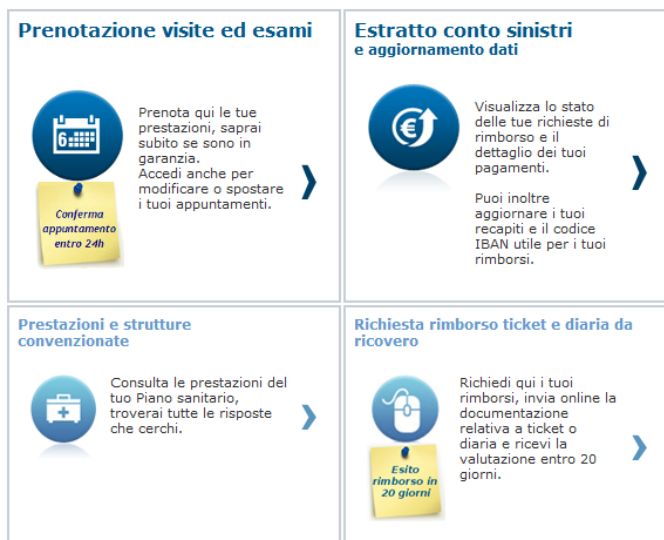 Prenotazione visite ed esami
6
Prenota qui le tue
prestazioni, saprai
subito se sono in
garanzia.
Accedi anche per
modificare o spostare
i tuoi appuntamenti.
Conferma
appuntamento
entro 24h
Estratto conto sinistri
e aggiornamento dati
€
Visualizza lo stato
delle tue richieste di
rimborso e il
dettaglio dei tuoi
pagamenti.
Puoi inoltre
aggiornare i tuoi
recapiti e il codice
IBAN utile per i tuoi
rimborsi.
Prestazioni e strutture
convenzionate
Consulta le prestazioni del
tuo Piano sanitario,
troverai tutte le risposte
che cerchi.
Richiesta rimborso ticket e diaria da
ricovero
Richiedi qui i tuoi
rimborsi, invia online la
documentazione
relativa a ticket o
diaria e ricevi la
valutazione entro 20
giorni.
Esito
rimborso in
20 giorni